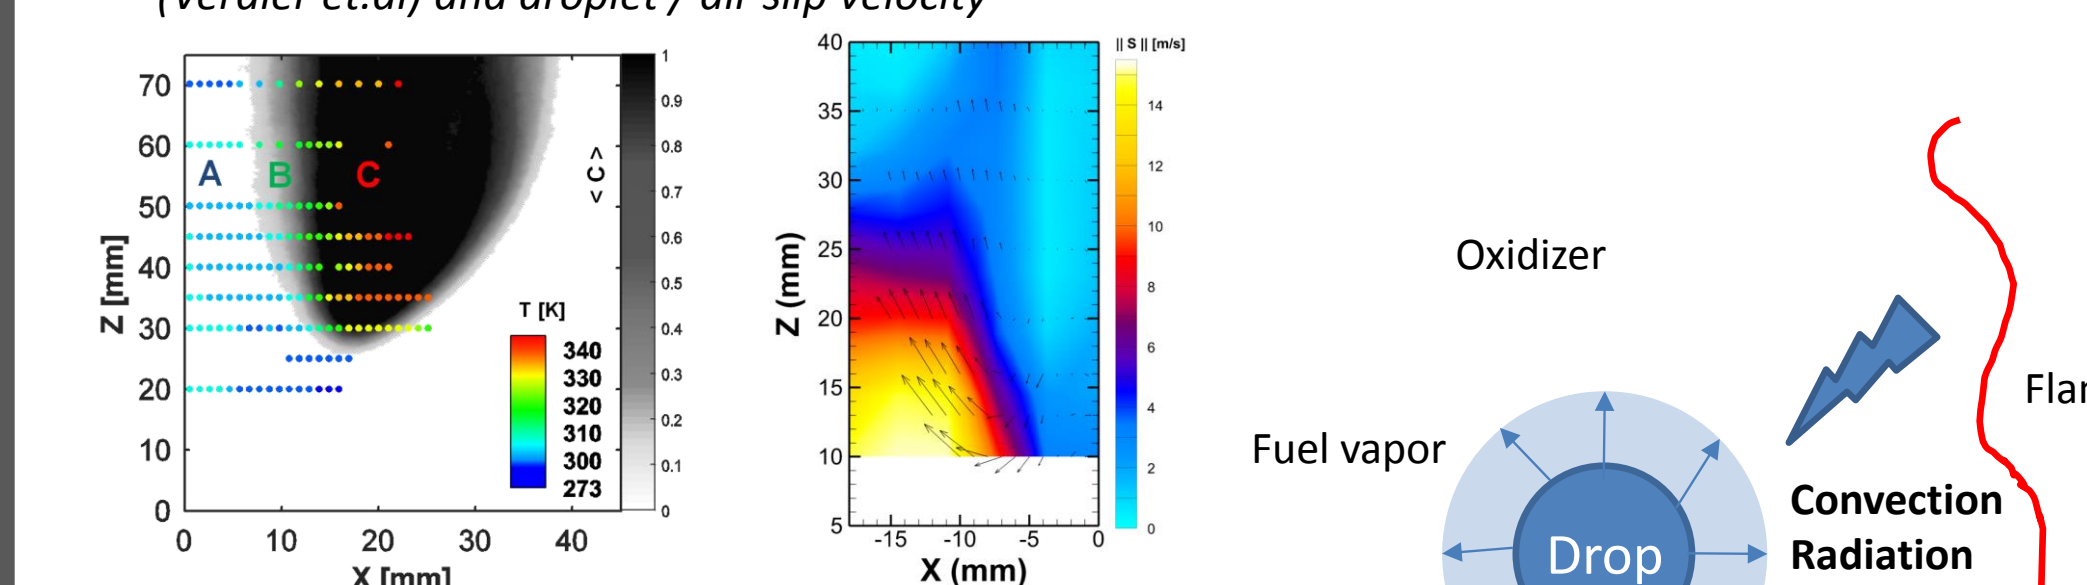 (Verdier et.al) and droplet / air slip velocity
70
60
50
40
30
20
10
0
Z [mm]
0 10 20 30 40
X [mm]
A B C
T [K]
340
330
320
310
300
273
1
0.9
0.8
0.7
0.6
0.5
0.4
0.3
0.2
0.1
0
< C >
40
35
30
25
20
15
10
5
Z (mm)
-15 -10 -5 0
X (mm)
|| S || [m/s]
14
12
10
8
6
4
2
0
Oxidizer
Fuel vapor
Drop
Convection
Radiation